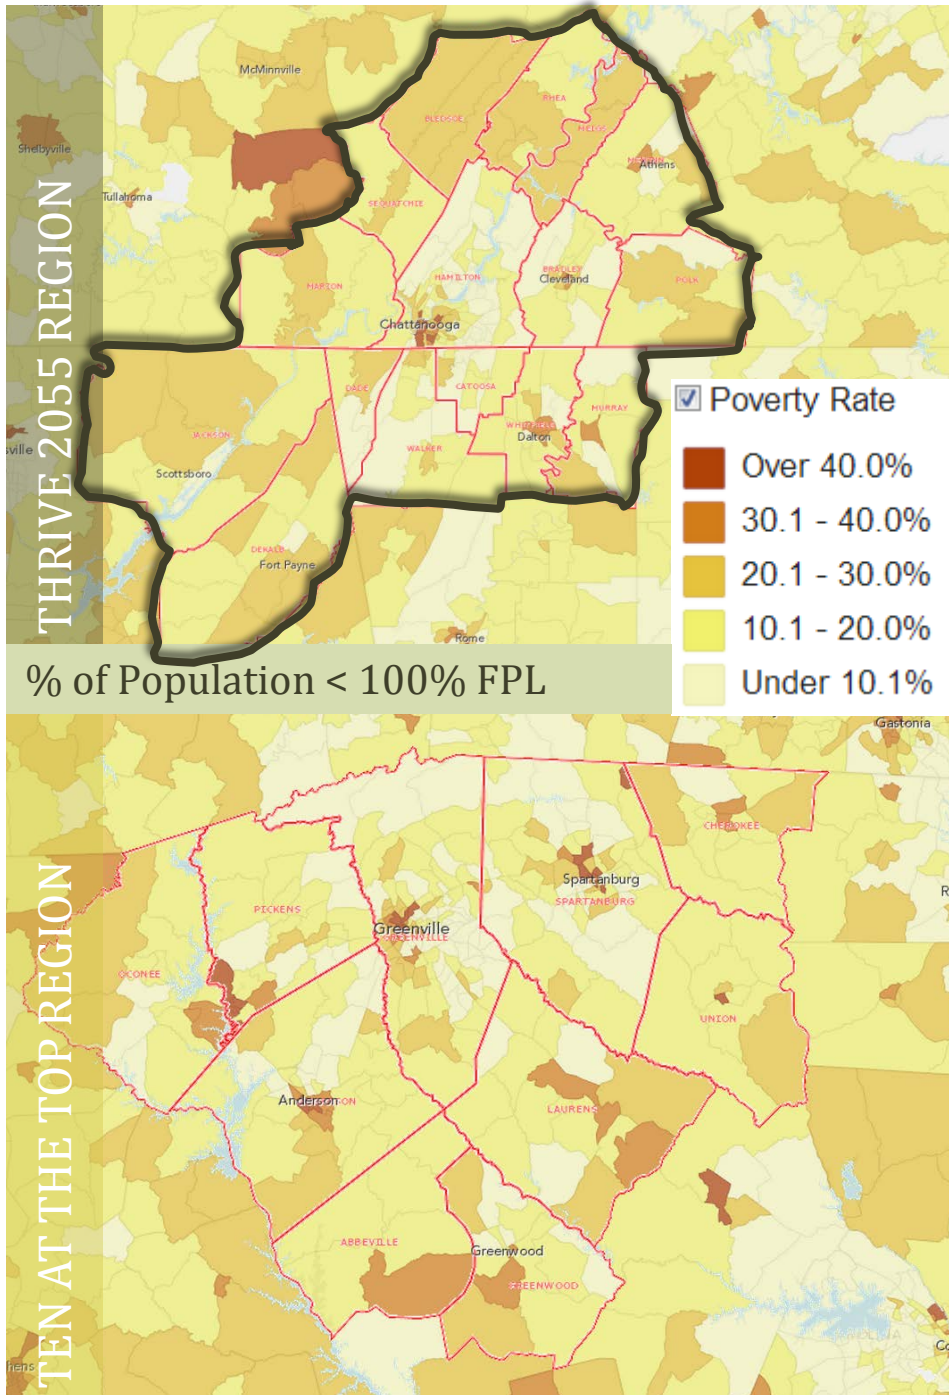 McMinnville
Shelbyville
Tullahoma
BLEDSOE
RHEA
MEIGS
Athens
SEQUATCHIE
MARION
HAMILTON
BRADLEY
Cleveland
POLK
Chattanooga
DADE
CATOOSA
WHITFIELD
Dalton
MURRAY
JACKSON
WALKER
sville
Scottsboro
DEKALB
Fort Payne
Rome
THRIVE 2055 REGION
Poverty Rate
Over 40.0%
30.1 - 40.0%
20.1 - 30.0%
10.1 - 20.0%
Under 10.1%
% of Population < 100% FPL
Gastonia
CHEROKEE
Spartanburg
SPARTANBURG
PICKENS
Greenville
GREENVILLE
OCONEE
UNION
Anderson
LAURENS
ABBEVILLE
Greenwood
GREENWOOD
hens
TEN AT THE TOP REGION